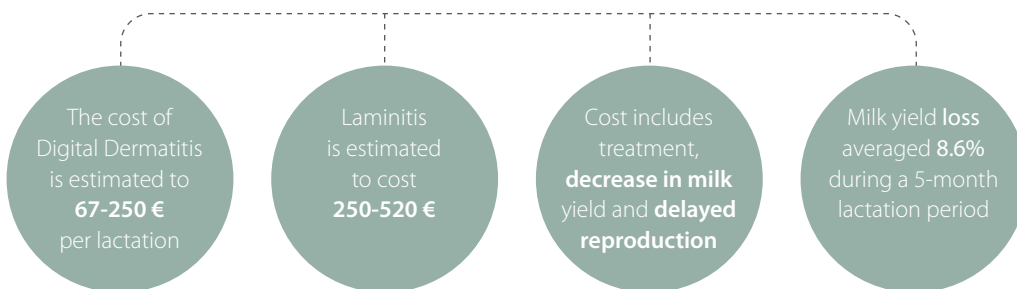 The cost of
Digital Dermatitis
is estimated to
67-250 €
per lactation
Laminitis
is estimated
to cost
250-520 €
Cost includes
treatment,
decrease in milk
yield and delayed
reproduction
Milk yield loss
averaged 8.6%
during a 5-month
lactation period